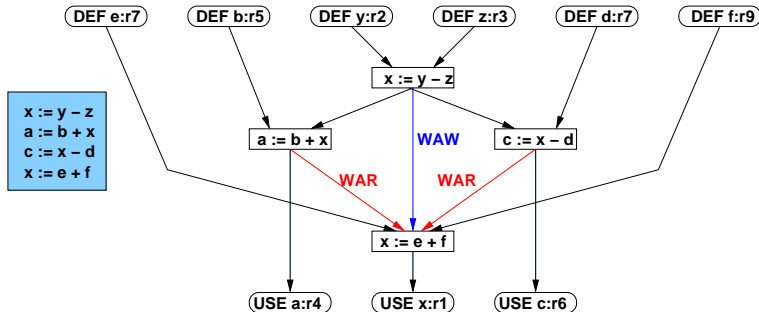 DEF e:r7
DEF b:r5
DEF y:r2
DEF z:r3
DEF d:r7
DEF f:r9
x := y – z
x := y – z
a := b + x
c := x – d
x := e + f
a := b + x
WAW
c := x – d
WAR
WAR
x := e + f
USE a:r4
USE x:r1
USE c:r6